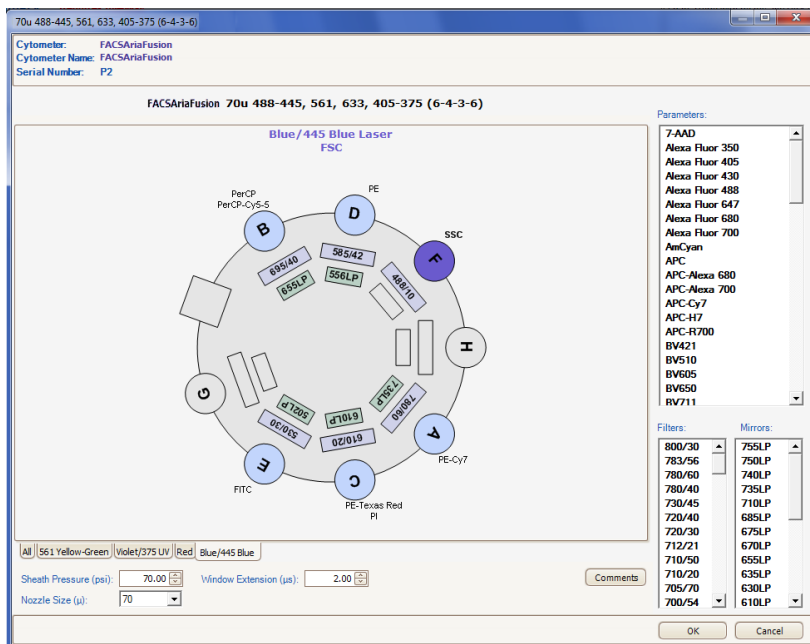 70u 488-445, 561, 633, 405-375 (6-4-3-6)
Cytometer: FACSAriaFusion
Cytometer Name: FACSAriaFusion
Serial Number: P2
FACSAriaFusion 70u 488-445, 561, 633, 405-375 (6-4-3-6)
Blue/445 Blue Laser
FSC
PerCP
PerCP-Cy5-5
PE
SSC
B
D
F
695/40
585/42
488/10
655LP
556LP
H
G
735LP
780/60
502LP
610LP
530/30
610/20
A
E
C
PE-Cy7
FITC
PE-Texas Red
PI
All
561 Yellow-Green
Violet/375 UV
Red
Blue/445 Blue
Sheath Pressure (psi): 70.00
Window Extension (µs): 2.00
Nozzle Size (µ): 70
Comments
Parameters:
7-AAD
Alexa Fluor 350
Alexa Fluor 405
Alexa Fluor 430
Alexa Fluor 488
Alexa Fluor 647
Alexa Fluor 680
Alexa Fluor 700
AmCyan
APC
APC-Alexa 680
APC-Alexa 700
APC-Cy7
APC-H7
APC-R700
BV421
BV510
BV605
BV650
BV711
Filters:
800/30
783/56
780/60
780/40
730/45
720/40
720/30
712/21
710/50
710/20
705/70
700/54
Mirrors:
755LP
750LP
740LP
735LP
710LP
685LP
675LP
670LP
655LP
635LP
630LP
610LP
OK
Cancel